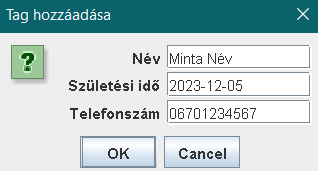 Tag hozzáadása
Név Minta Név
Születési idő 2023-12-05
Telefonszám 06701234567
OK Cancel